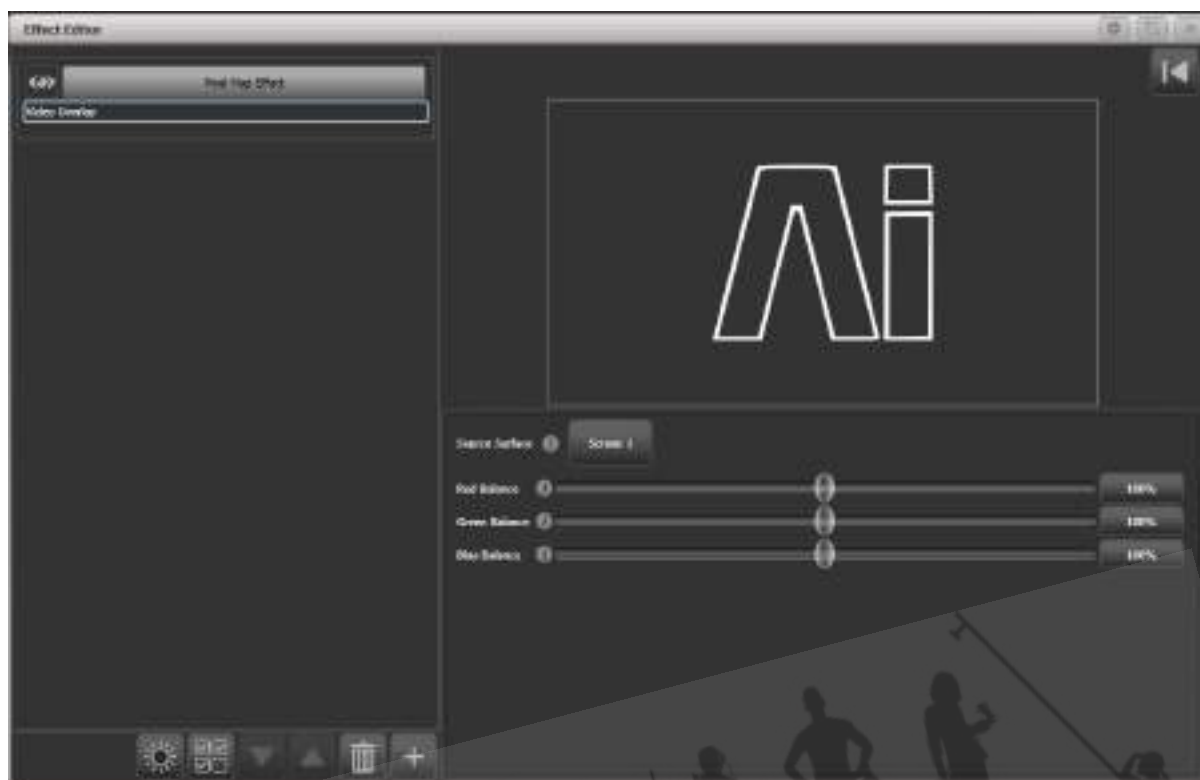 Effect Editor
Pixel Map Effect
Video Overlay
Ai
Source Surface
Screen 1
Red Balance
100%
Green Balance
100%
Blue Balance
100%